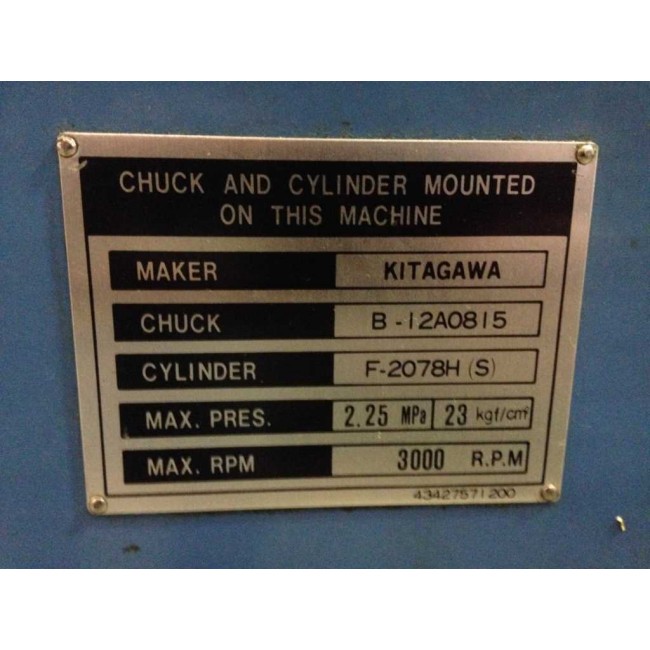 CHUCK AND CYLINDER MOUNTED
ON THIS MACHINE
MAKER KITAGAWA
CHUCK B-12A0815
CYLINDER F-2078H (S)
MAX. PRES. 2.25 MPa 23 kgf/cm²
MAX. RPM 3000 R.P.M
43427571200